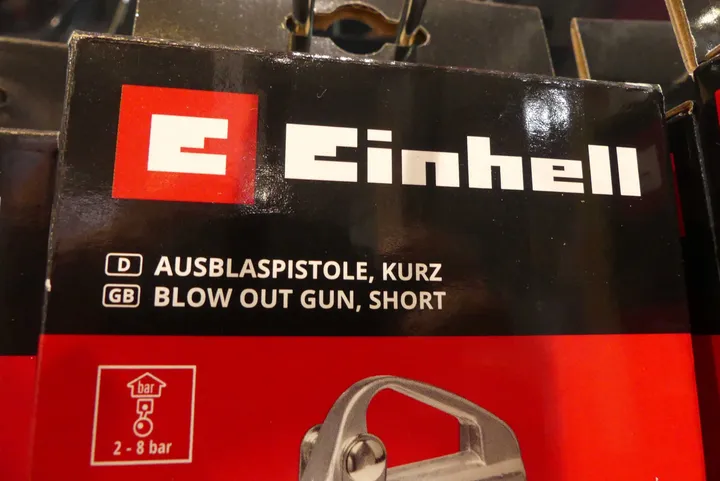 Einhell
D AUSBLASPISTOLE, KURZ
GB BLOW OUT GUN, SHORT
bar
2 - 8 bar